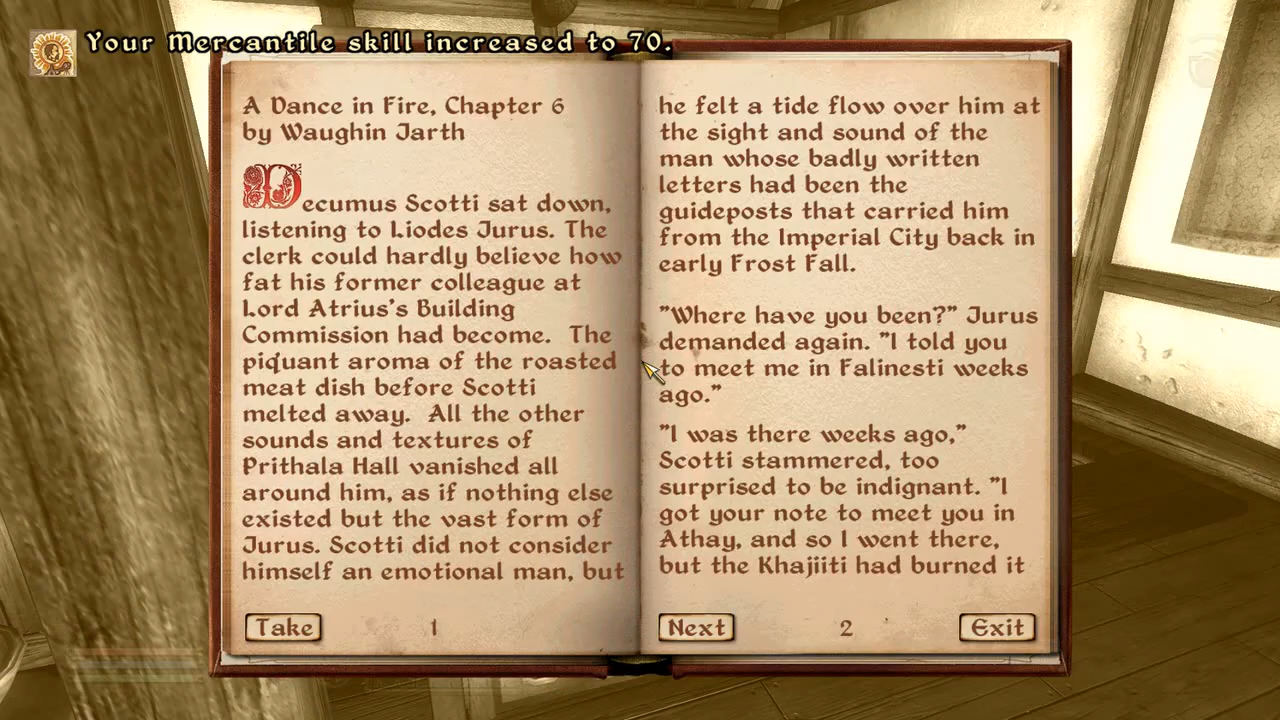 Your Mercantile skill increased to 70.
A Dance in Fire, Chapter 6
by Waughin Jarth
Decumus Scotti sat down,
listening to Liodes Jurus. The
clerk could hardly believe how
fat his former colleague at
Lord Atrius's Building
Commission had become.  The
piquant aroma of the roasted
meat dish before Scotti
melted away.  All the other
sounds and textures of
Prithala Hall vanished all
around him, as if nothing else
existed but the vast form of
Jurus. Scotti did not consider
himself an emotional man, but
Take
1
he felt a tide flow over him at
the sight and sound of the
man whose badly written
letters had been the
guideposts that carried him
from the Imperial City back in
early Frost Fall.
"Where have you been?" Jurus
demanded again. "I told you
to meet me in Falinesti weeks
ago."
"I was there weeks ago,"
Scotti stammered, too
surprised to be indignant. "I
got your note to meet you in
Athay, and so I went there,
but the Khajiiti had burned it
Next
2
Exit